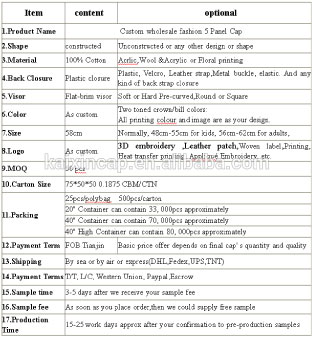 Item content optional
1.Product Name Custom wholesale fashion 5 Panel Cap
2.Shape constructed Unconstructed or any other design or shape
3.Material 100% Cotton Acrlic,Wool &Acrylic or Floral printing
4.Back Closure Plastic closure Plastic, Velcro, Leather strap,Metal buckle, elastic. And any
kind of back strap closure
5.Visor Flat-brim visor Soft or Hard Pre-curved,Round or Square
6.Color As custom Two toned crown/bill colors:
All printing colour and image are as your design.
7.Size 58cm Normally, 48cm-55cm for kids, 56cm-62cm for adults,
8.Logo As custom 3D embroidery ,Leather patch,Woven label,Printing,
Heat transfer printing, Appliqué Embroidery, etc
9.MOQ 50 pcs
10.Carton Size 75*50*50 0.1875 CBM/CTN
11.Packing 25pcs/polybag 500pcs/carton
20" Container can contain 33, 000pcs approximately
40" Container can contain 70, 000pcs approximately
40" High Container can contain 80, 000pcs approximately
12.Payment Term FOB Tianjin Basic price offer depends on final cap's quantity and quality
13.Shipping By sea or by air or express(DHL,Fedex,UPS,TNT)
14.Payment Terms TDT, L/C, Western Union, Paypal,Escrow
15.Sample time 3-5 days after we receive your sample fee
16.Sample fee As soon as you place order,then we could supply free sample
17.Production
Time 15-25 work days approx after your confirmation to pre-production samples